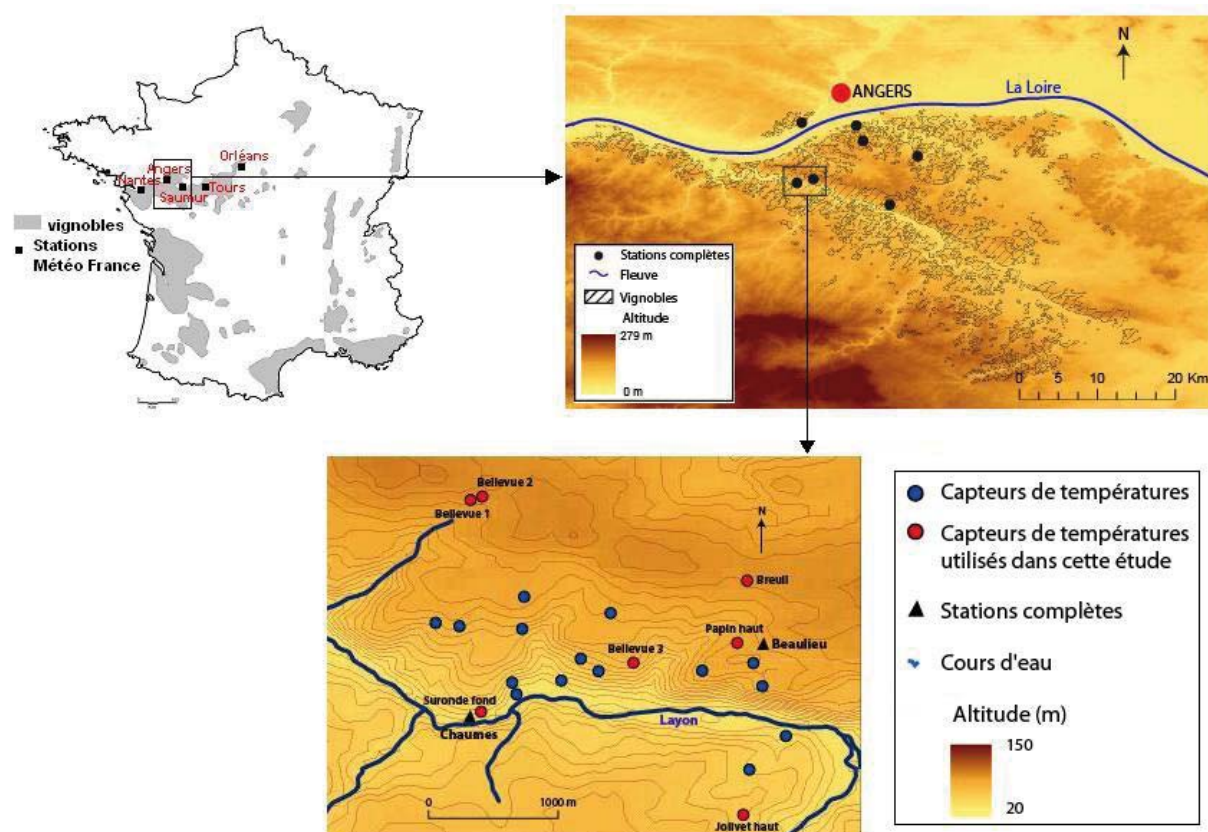 Orléans
Angers
Nantes
Tours
Saumur
vignobles
Stations
Météo France
N
ANGERS
La Loire
Stations complètes
Fleuve
Vignobles
Altitude
279 m
0 m
0 5 10 20 Km
Bellevue 2
Bellevue 1
N
Breuil
Papin haut
Beaulieu
Bellevue 3
Suronde fond
Chaumes
Layon
0 1000 m
Jolivet haut
Capteurs de températures
Capteurs de températures
utilisés dans cette étude
Stations complètes
Cours d'eau
Altitude (m)
150
20